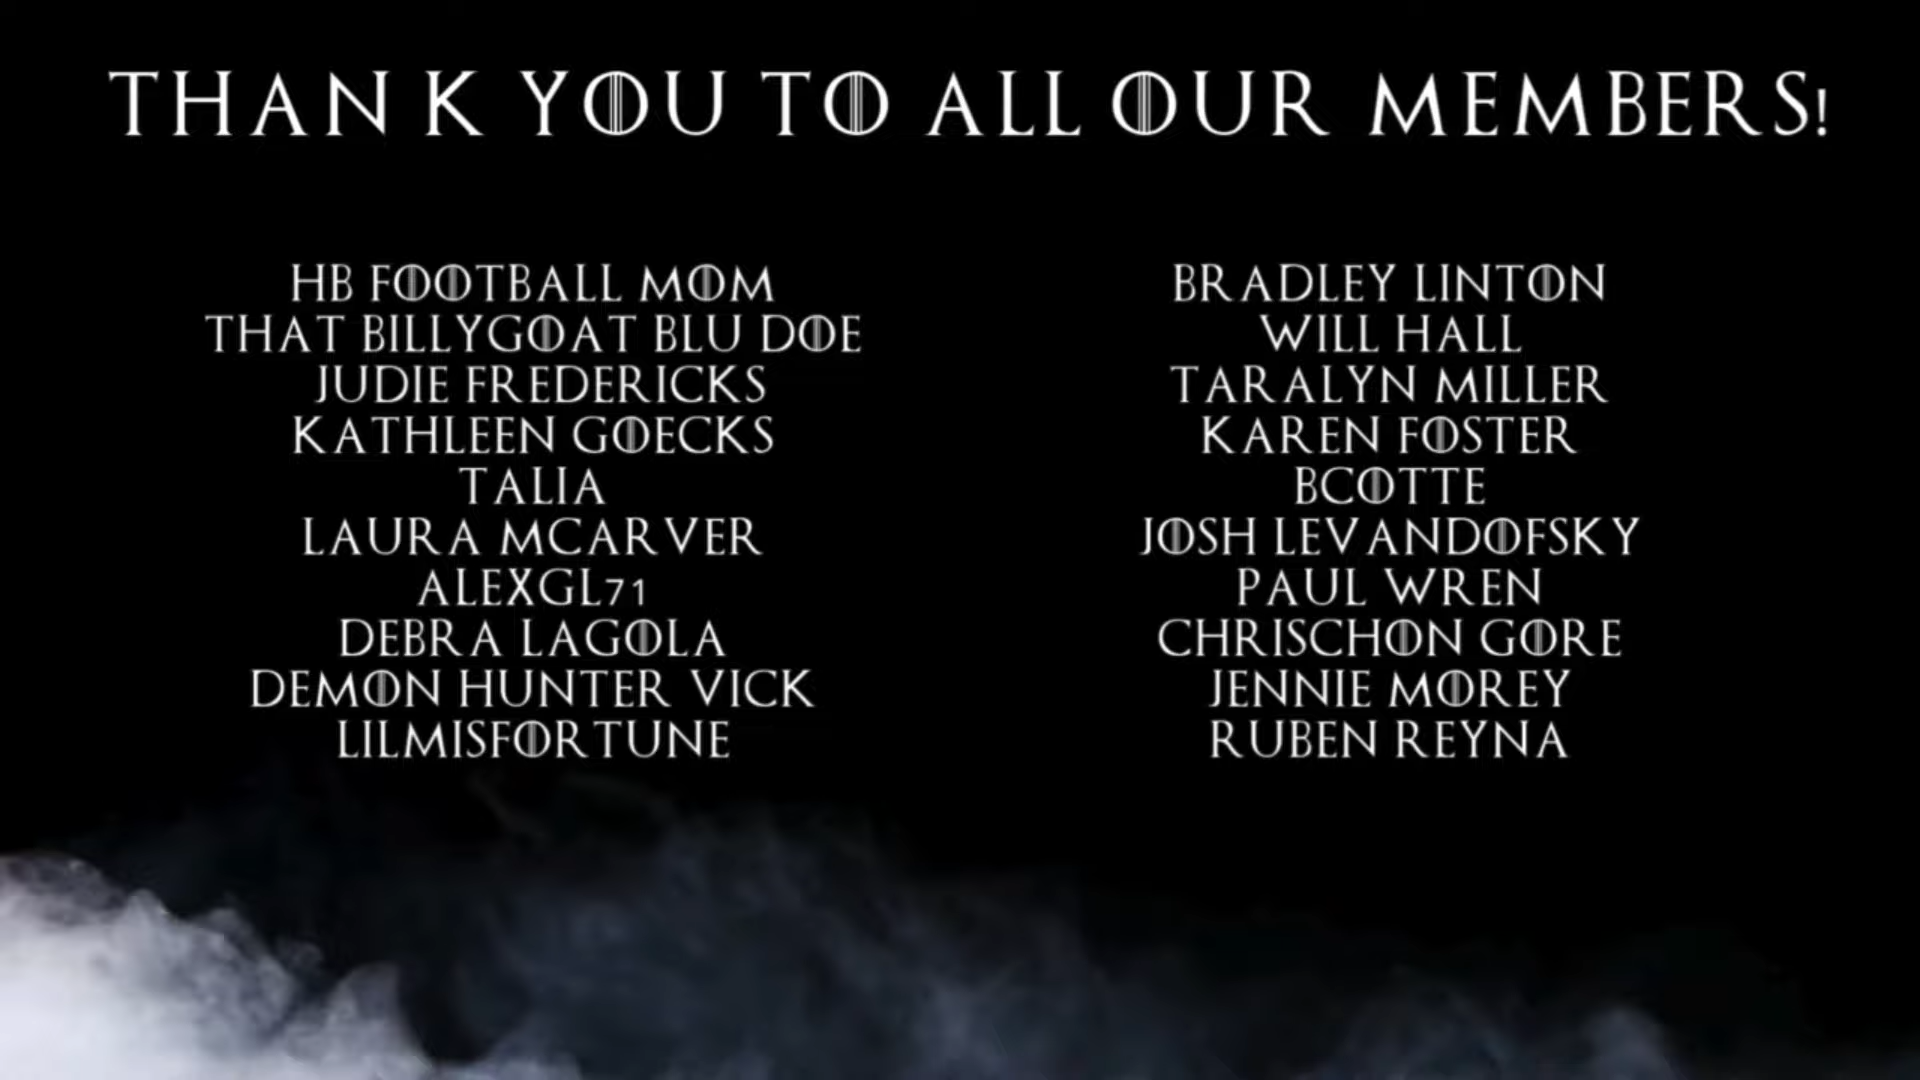 THANK YOU TO ALL OUR MEMBERS!
HB FOOTBALL MOM
THAT BILLYGOAT BLU DOE
JUDIE FREDERICKS
KATHLEEN GOECKS
TALIA
LAURA MCARVER
ALEXGL71
DEBRA LAGOLA
DEMON HUNTER VICK
LILMISFORTUNE
BRADLEY LINTON
WILL HALL
TARALYN MILLER
KAREN FOSTER
BCOTTE
JOSH LEVANDOFSKY
PAUL WREN
CHRISCHON GORE
JENNIE MOREY
RUBEN REYNA